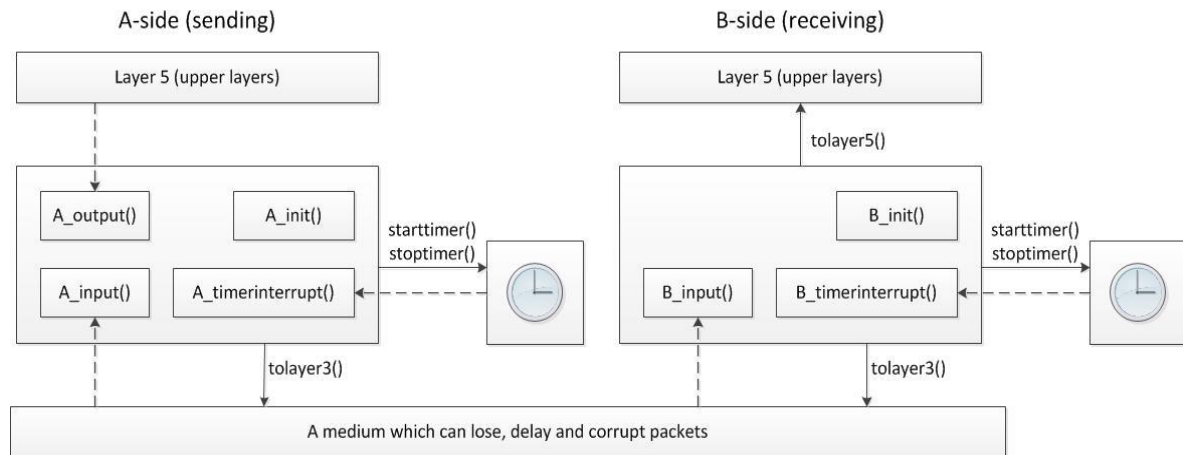 A-side (sending)
B-side (receiving)
Layer 5 (upper layers)
Layer 5 (upper layers)
tolayer5()
A_output()
A_init()
B_init()
starttimer()
stoptimer()
starttimer()
stoptimer()
A_input()
A_timerinterrupt()
B_input()
B_timerinterrupt()
tolayer3()
tolayer3()
A medium which can lose, delay and corrupt packets